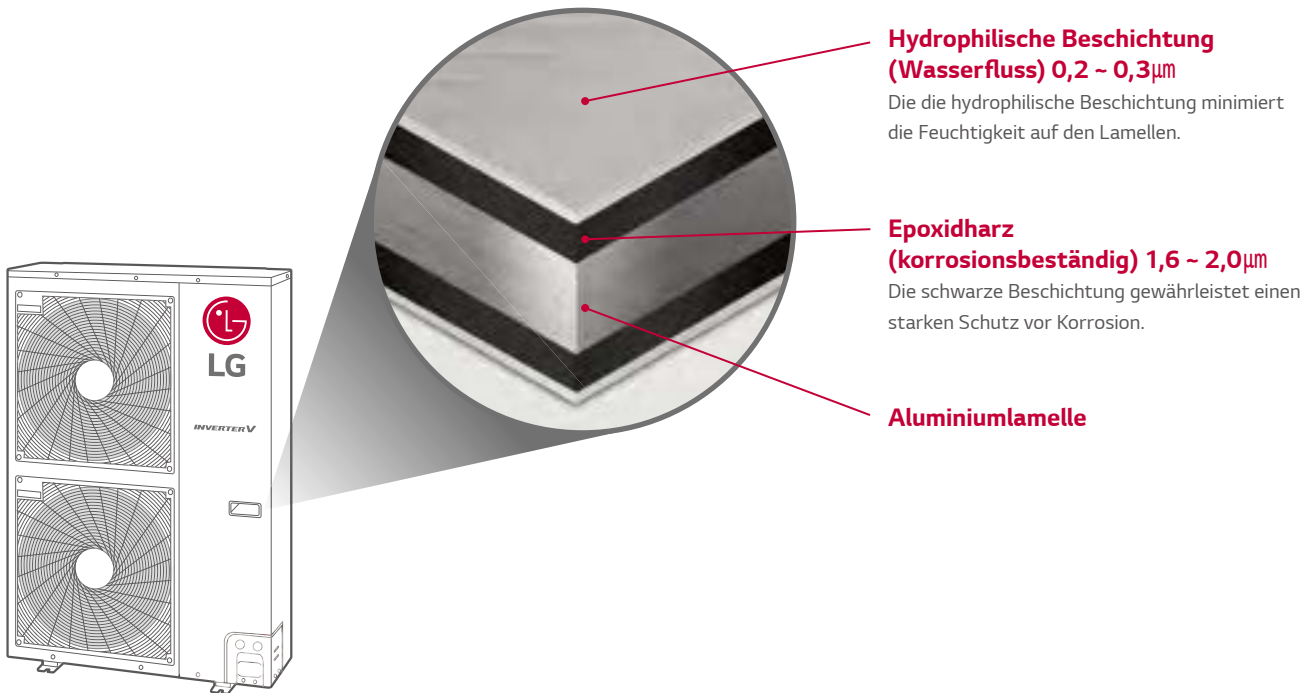 Hydrophilische Beschichtung
(Wasserfluss) 0,2 ~ 0,3μm
Die die hydrophilische Beschichtung minimiert
die Feuchtigkeit auf den Lamellen.
Epoxidharz
(korrosionsbeständig) 1,6 ~ 2,0μm
Die schwarze Beschichtung gewährleistet einen
starken Schutz vor Korrosion.
Aluminiumlamelle
LG
INVERTER V